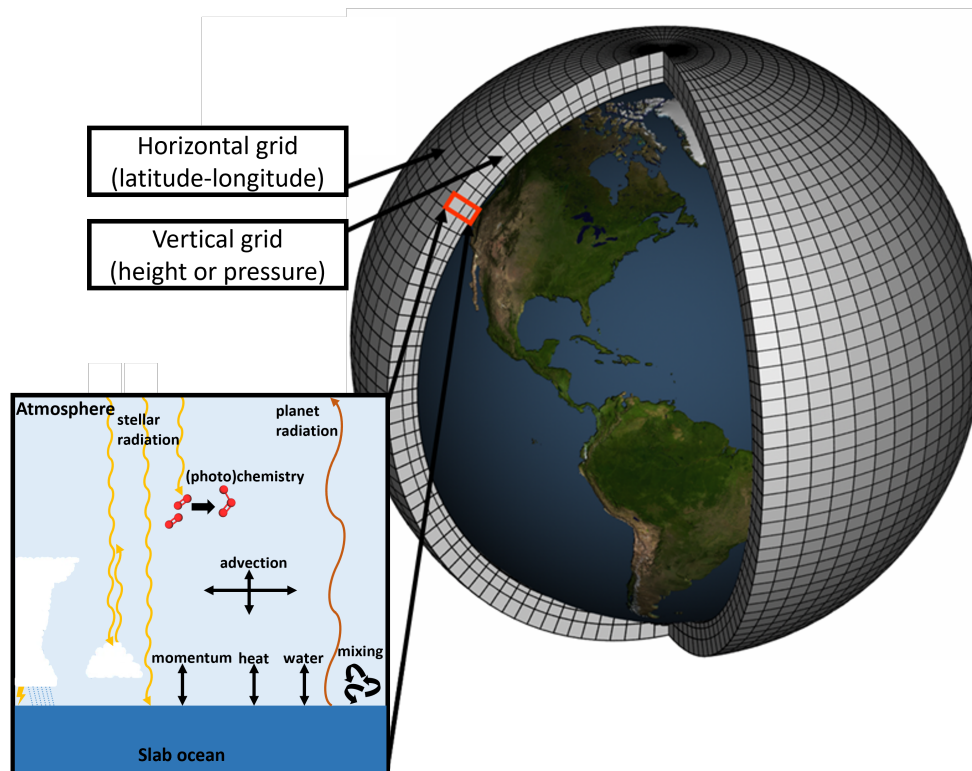 Horizontal grid
(latitude-longitude)
Vertical grid
(height or pressure)
Atmosphere
stellar
radiation
planet
radiation
(photo)chemistry
advection
momentum
heat
water
mixing
Slab ocean